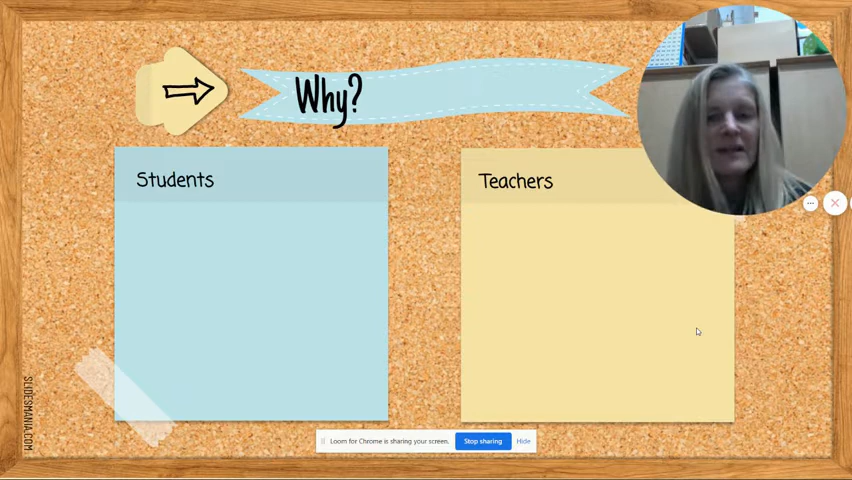 Why?
Students
Teachers
SLIDESMANIA.COM
Loom for Chrome is sharing your screen.
Stop sharing
Hide